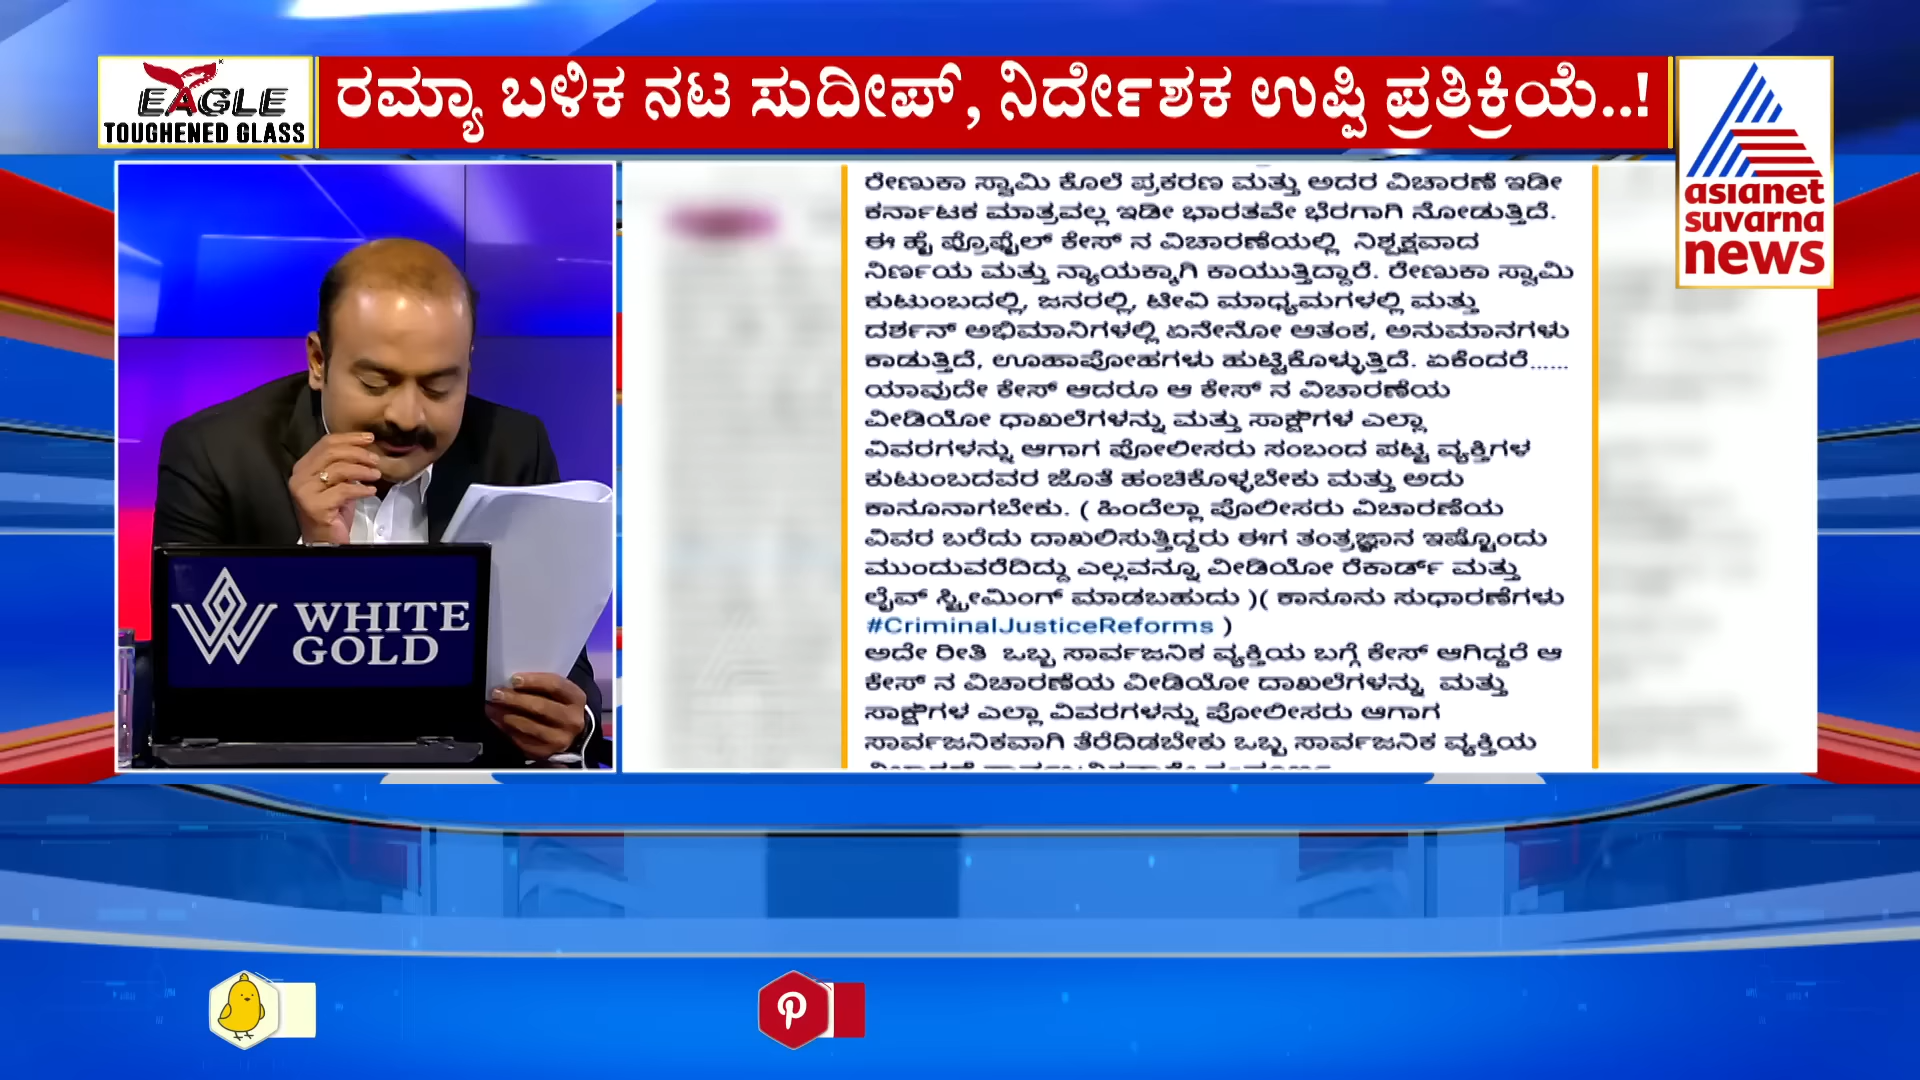 EAGLE
TOUGHENED GLASS
ರಮ್ಯಾ ಬಳಿಕ ನಟ ಸುದೀಪ್, ನಿರ್ದೇಶಕ ಉಪ್ಪಿ ಪ್ರತಿಕ್ರಿಯೆ..!
asianet
suvarna
news
ರೇಣುಕಾ ಸ್ವಾಮಿ ಕೊಲೆ ಪ್ರಕರಣ ಮತ್ತು ಅದರ ವಿಚಾರಣೆ ಇಡೀ
ಕರ್ನಾಟಕ ಮಾತ್ರವಲ್ಲ ಇಡೀ ಭಾರತವೇ ಭೆರಗಾಗಿ ನೋಡುತ್ತಿದೆ.
ಈ ಹೈ ಪ್ರೊಫೈಲ್ ಕೇಸ್ ನ ವಿಚಾರಣೆಯಲ್ಲಿ ನಿಶ್ಪಕ್ಷವಾದ
ನಿರ್ಣಯ ಮತ್ತು ನ್ಯಾಯಕ್ಕಾಗಿ ಕಾಯುತ್ತಿದ್ದಾರೆ. ರೇಣುಕಾ ಸ್ವಾಮಿ
ಕುಟುಂಬದಲ್ಲಿ, ಜನರಲ್ಲಿ, ಟೀವಿ ಮಾಧ್ಯಮಗಳಲ್ಲಿ ಮತ್ತು
ದರ್ಶನ್ ಅಭಿಮಾನಿಗಳಲ್ಲಿ ಏನೇನೋ ಆತಂಕ, ಅನುಮಾನಗಳು
ಕಾಡುತ್ತಿದೆ, ಊಹಾಪೋಹಗಳು ಹುಟ್ಟಿಕೊಳ್ಳುತ್ತಿದೆ. ಏಕೆಂದರೆ......
ಯಾವುದೇ ಕೇಸ್ ಆದರೂ ಆ ಕೇಸ್ ನ ವಿಚಾರಣೆಯ
ವೀಡಿಯೋ ಧಾಖಲೆಗಳನ್ನು ಮತ್ತು ಸಾಕ್ಷಿಗಳ ಎಲ್ಲಾ
ವಿವರಗಳನ್ನು ಆಗಾಗ ಪೋಲೀಸರು ಸಂಬಂದ ಪಟ್ಟ ವ್ಯಕ್ತಿಗಳ
ಕುಟುಂಬದವರ ಜೊತೆ ಹಂಚಿಕೊಳ್ಳಬೇಕು ಮತ್ತು ಅದು
ಕಾನೂನಾಗಬೇಕು. ( ಹಿಂದೆಲ್ಲಾ ಪೊಲೀಸರು ವಿಚಾರಣೆಯ
ವಿವರ ಬರೆದು ದಾಖಲಿಸುತ್ತಿದ್ದರು ಈಗ ತಂತ್ರಜ್ಞಾನ ಇಷ್ಟೊಂದು
ಮುಂದುವರೆದಿದ್ದು ಎಲ್ಲವನ್ನೂ ವೀಡಿಯೋ ರೆಕಾರ್ಡ್ ಮತ್ತು
ಲೈವ್ ಸ್ಟ್ರೀಮಿಂಗ್ ಮಾಡಬಹುದು )( ಕಾನೂನು ಸುಧಾರಣೆಗಳು
#CriminalJusticeReforms )
ಅದೇ ರೀತಿ ಒಬ್ಬ ಸಾರ್ವಜನಿಕ ವ್ಯಕ್ತಿಯ ಬಗ್ಗೆ ಕೇಸ್ ಆಗಿದ್ದರೆ ಆ
ಕೇಸ್ ನ ವಿಚಾರಣೆಯ ವೀಡಿಯೋ ದಾಖಲೆಗಳನ್ನು ಮತ್ತು
ಸಾಕ್ಷಿಗಳ ಎಲ್ಲಾ ವಿವರಗಳನ್ನು ಪೋಲೀಸರು ಆಗಾಗ
ಸಾರ್ವಜನಿಕವಾಗಿ ತೆರೆದಿಡಬೇಕು ಒಬ್ಬ ಸಾರ್ವಜನಿಕ ವ್ಯಕ್ತಿಯ
WHITE
GOLD